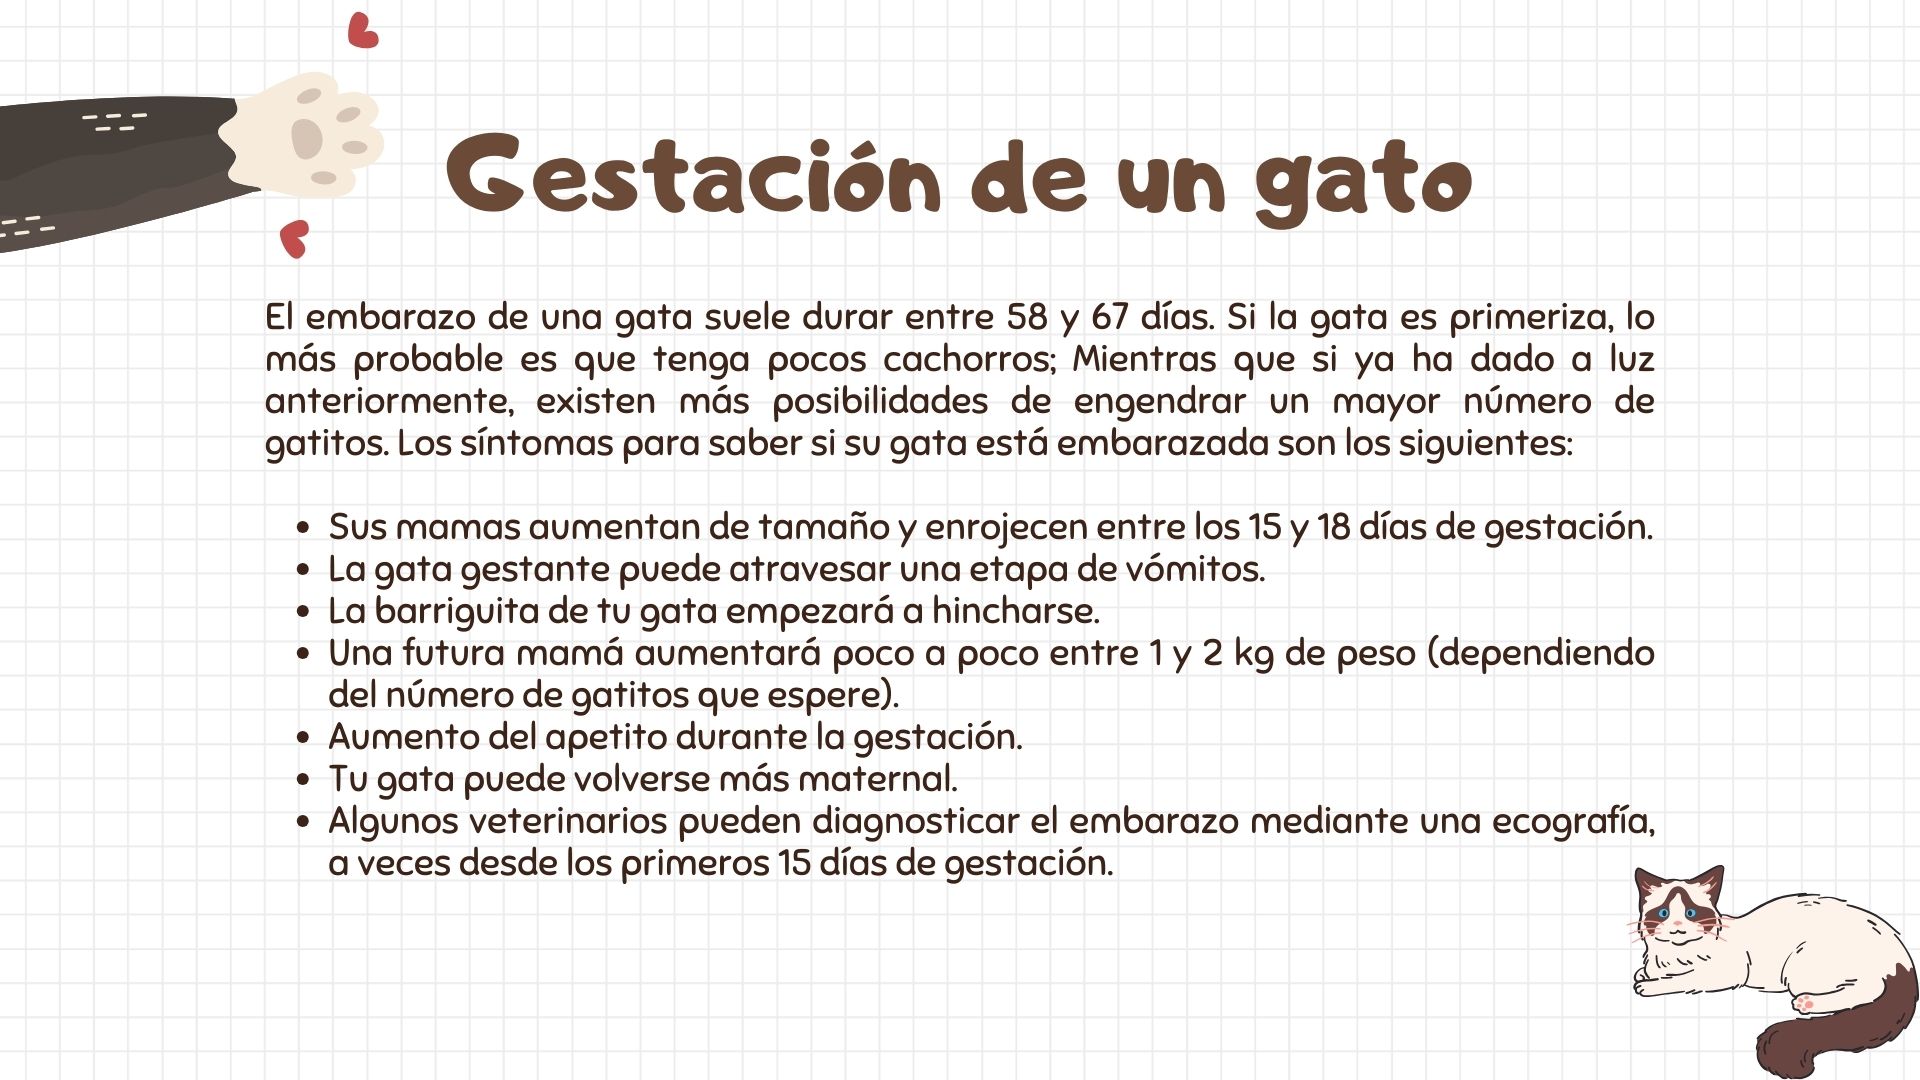 Gestación de un gato
El embarazo de una gata suele durar entre 58 y 67 días. Si la gata es primeriza, lo
más probable es que tenga pocos cachorros; Mientras que si ya ha dado a luz
anteriormente, existen más posibilidades de engendrar un mayor número de
gatitos. Los síntomas para saber si su gata está embarazada son los siguientes:
• Sus mamas aumentan de tamaño y enrojecen entre los 15 y 18 días de gestación.
• La gata gestante puede atravesar una etapa de vómitos.
• La barriguita de tu gata empezará a hincharse.
• Una futura mamá aumentará poco a poco entre 1 y 2 kg de peso (dependiendo
del número de gatitos que espere).
• Aumento del apetito durante la gestación.
• Tu gata puede volverse más maternal.
• Algunos veterinarios pueden diagnosticar el embarazo mediante una ecografía,
a veces desde los primeros 15 días de gestación.